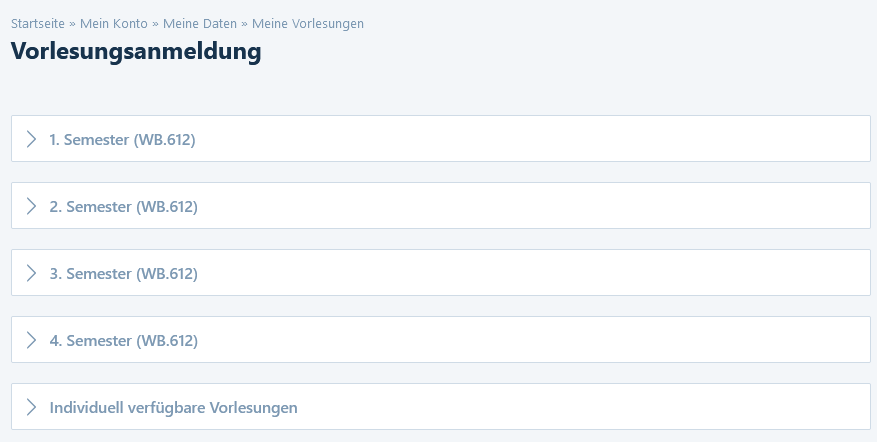 Startseite » Mein Konto » Meine Daten » Meine Vorlesungen
Vorlesungsanmeldung
1. Semester (WB.612)
2. Semester (WB.612)
3. Semester (WB.612)
4. Semester (WB.612)
Individuell verfügbare Vorlesungen